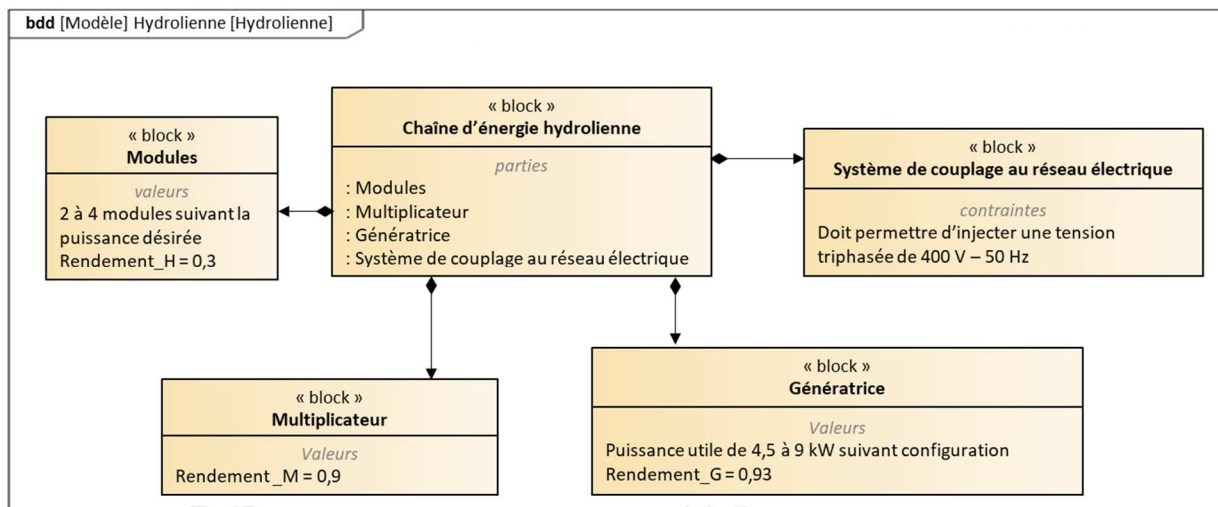 bdd [Modèle] Hydrolienne [Hydrolienne]
« block »
Chaîne d'énergie hydrolienne
parties
: Modules
: Multiplicateur
: Génératrice
: Système de couplage au réseau électrique
« block »
Modules
valeurs
2 à 4 modules suivant la
puissance désirée
Rendement_H = 0,3
« block »
Système de couplage au réseau électrique
contraintes
Doit permettre d'injecter une tension
triphasée de 400 V – 50 Hz
« block »
Multiplicateur
Valeurs
Rendement _M = 0,9
« block »
Génératrice
Valeurs
Puissance utile de 4,5 à 9 kW suivant configuration
Rendement_G = 0,93